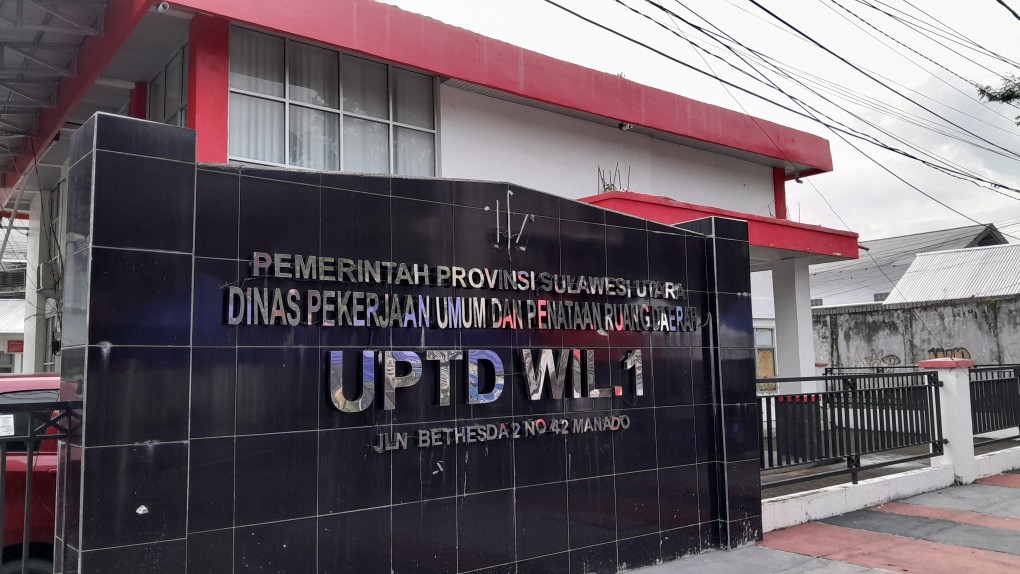 PEMERINTAH PROVINSI SULAWESI UTARA
DINAS PEKERJAAN UMUM DAN PENATAAN RUANG DAERAH
UPTD WIL.1
JLN BETHESDA 2 NO 42 MANADO